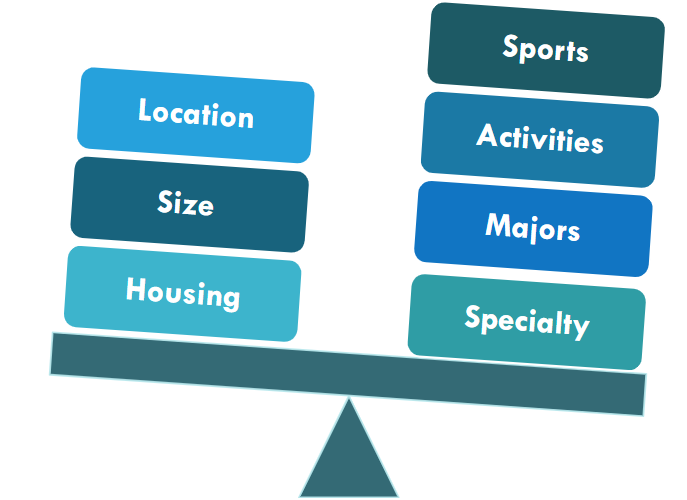 Location
Size
Housing
Sports
Activities
Majors
Specialty